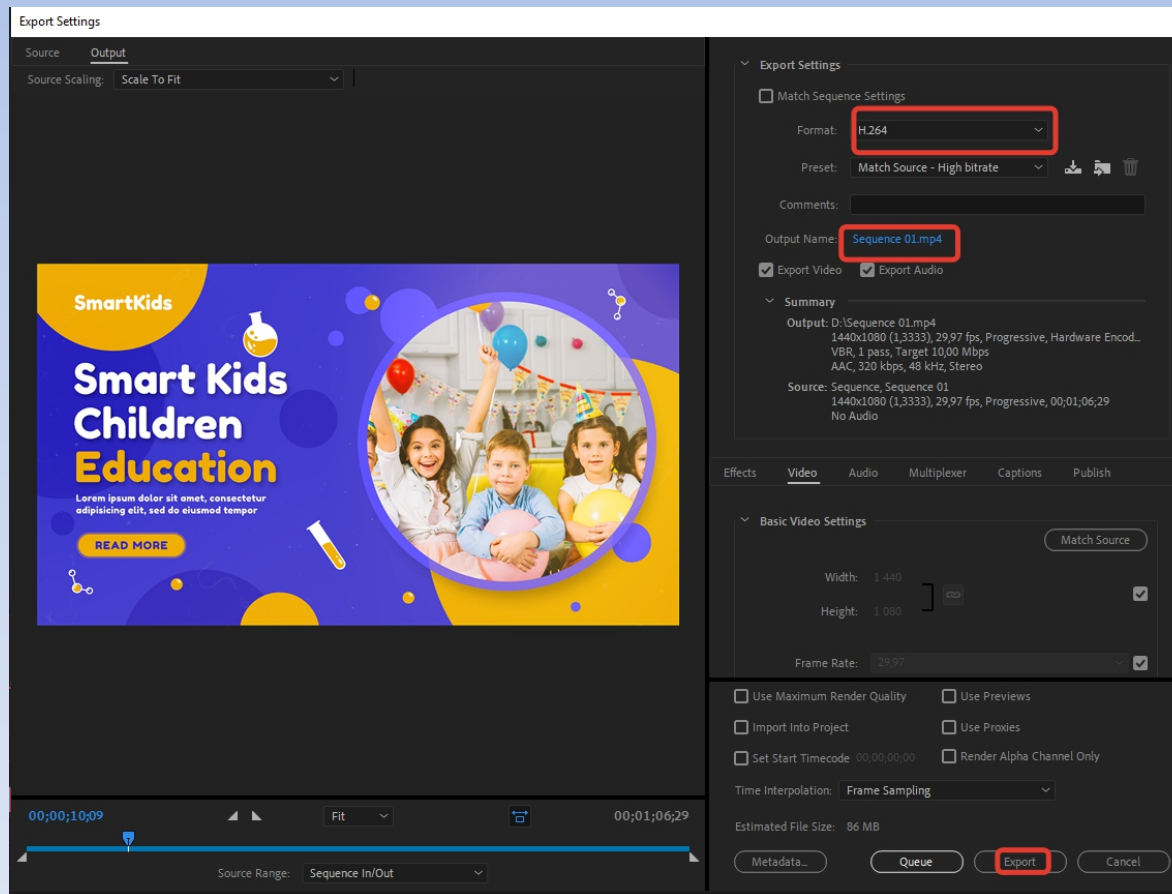 Export Settings
Source Output
Source Scaling: Scale To Fit
SmartKids
Smart Kids
Children
Education
Lorem ipsum dolor sit amet, consectetur
adipisicing elit, sed do eiusmod tempor
READ MORE
00;00;10;09 Fit 00;01;06;29
Source Range: Sequence In/Out
Export Settings
Match Sequence Settings
Format: H.264
Preset: Match Source - High bitrate
Comments:
Output Name: Sequence 01.mp4
Export Video Export Audio
Summary
Output: D:\Sequence 01.mp4
1440x1080 (1,3333), 29,97 fps, Progressive, Hardware Encod...
VBR, 1 pass, Target 10,00 Mbps
AAC, 320 kbps, 48 kHz, Stereo
Source: Sequence, Sequence 01
1440x1080 (1,3333), 29,97 fps, Progressive, 00;01;06;29
No Audio
Effects Video Audio Multiplexer Captions Publish
Basic Video Settings
Match Source
Width: 1 440
Height: 1 080
Frame Rate: 29,97
Use Maximum Render Quality Use Previews
Import Into Project Use Proxies
Set Start Timecode 00;00;00;00 Render Alpha Channel Only
Time Interpolation: Frame Sampling
Estimated File Size: 86 MB
Metadata... Queue Export Cancel